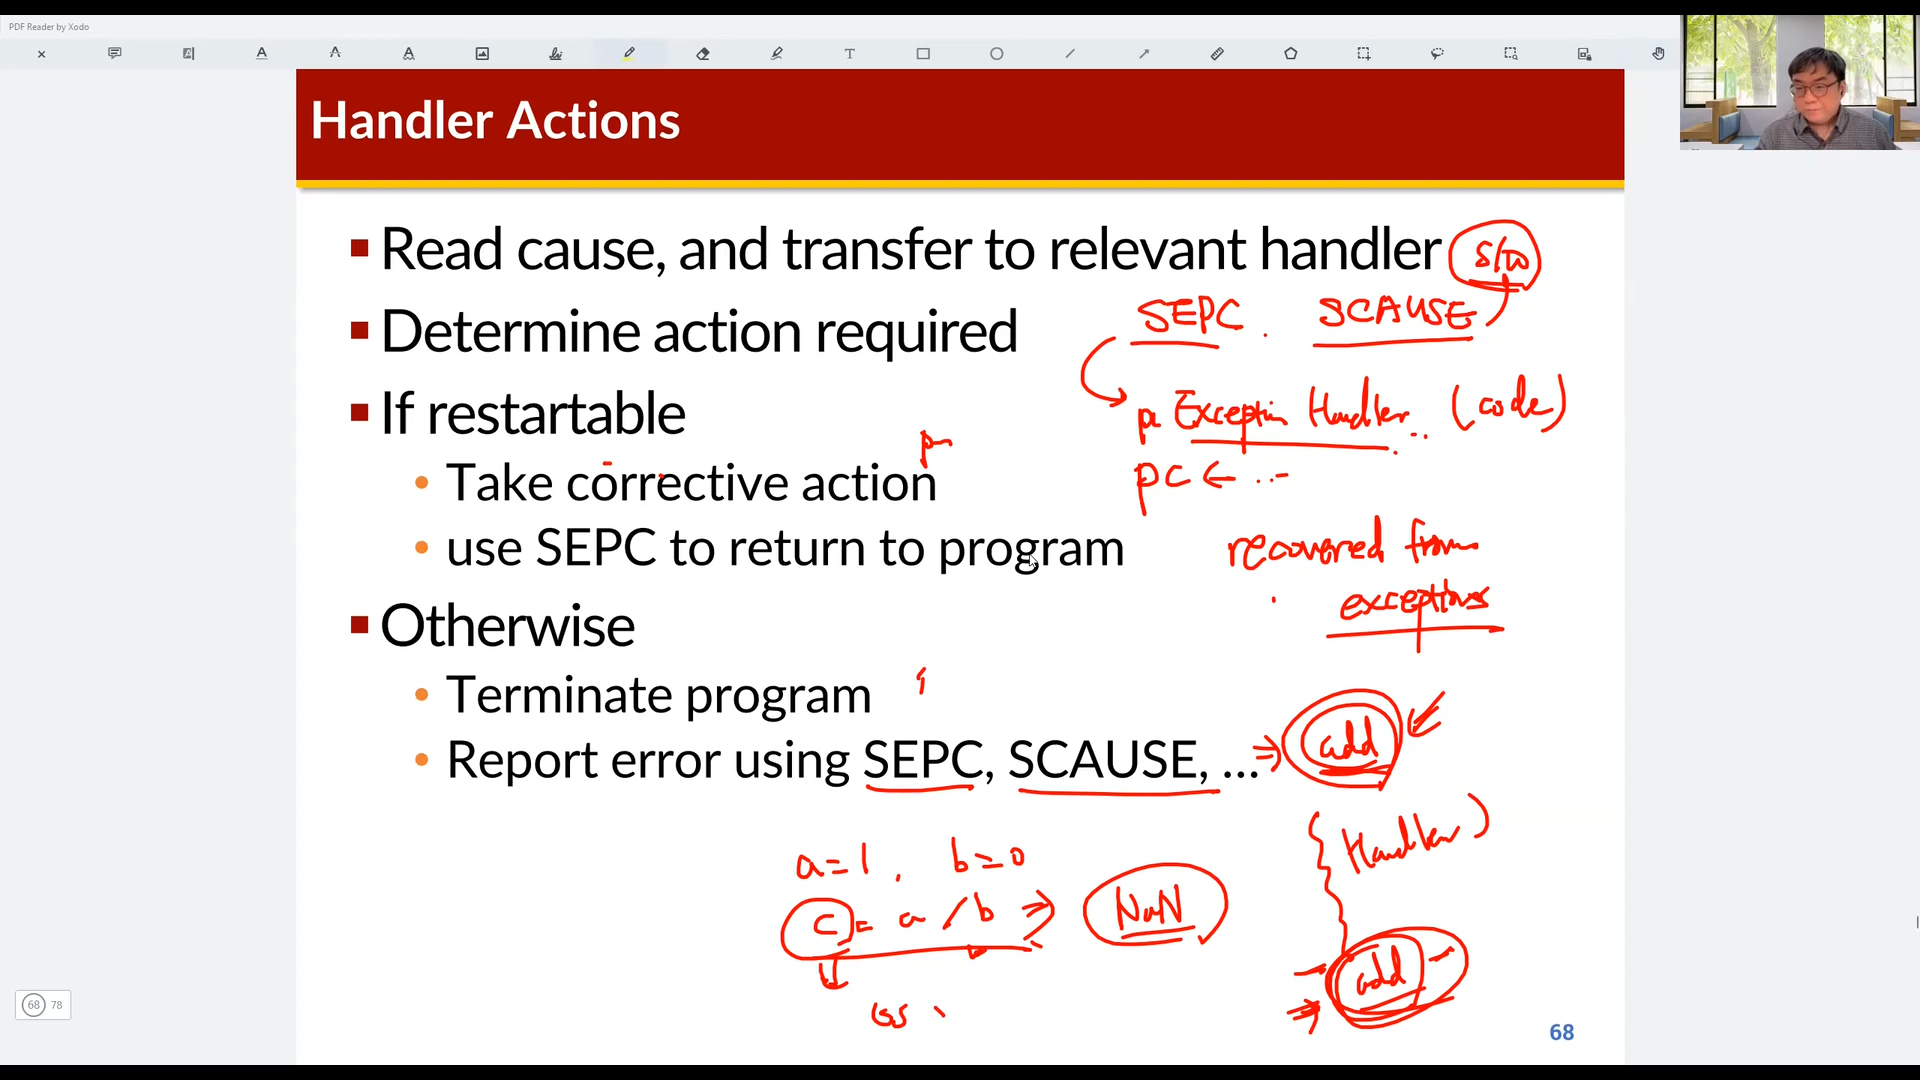 PDF Reader by Xodo
Handler Actions
Read cause, and transfer to relevant handler
S/W
SEPC . SCAUSE
Determine action required
If restartable
Exception Handler (code)
Take corrective action
PC ← ...
use SEPC to return to program
recovered from
exceptions
Otherwise
Terminate program
Report error using SEPC, SCAUSE, ...
add
{ Handler )
a=1, b=0
c = a / b ⇒ NaN
add
68 78
68